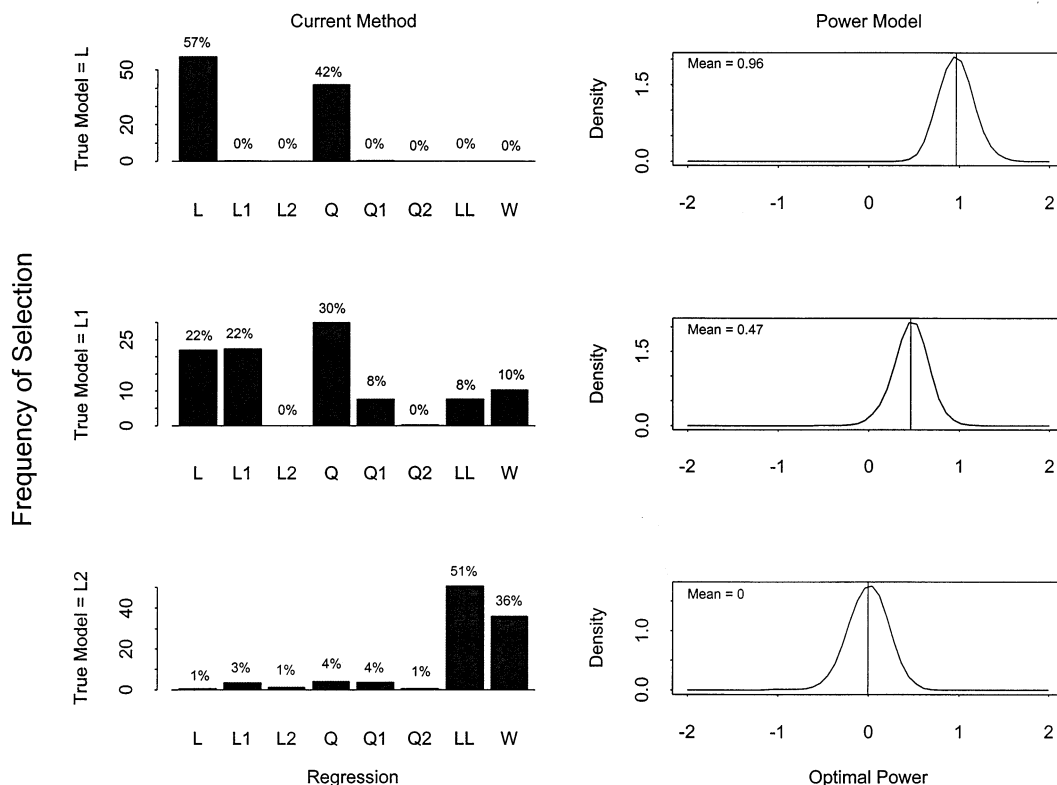 Current Method
Power Model
Frequency of Selection
True Model = L
0 20 50
57% 0% 0% 42% 0% 0% 0% 0%
L L1 L2 Q Q1 Q2 LL W
Density
0.0 1.5
Mean = 0.96
-2 -1 0 1 2
True Model = L1
0 10 25
22% 22% 0% 30% 8% 0% 8% 10%
L L1 L2 Q Q1 Q2 LL W
Density
0.0 1.5
Mean = 0.47
-2 -1 0 1 2
True Model = L2
0 20 40
1% 3% 1% 4% 4% 1% 51% 36%
L L1 L2 Q Q1 Q2 LL W
Density
0.0 1.0
Mean = 0
-2 -1 0 1 2
Regression
Optimal Power